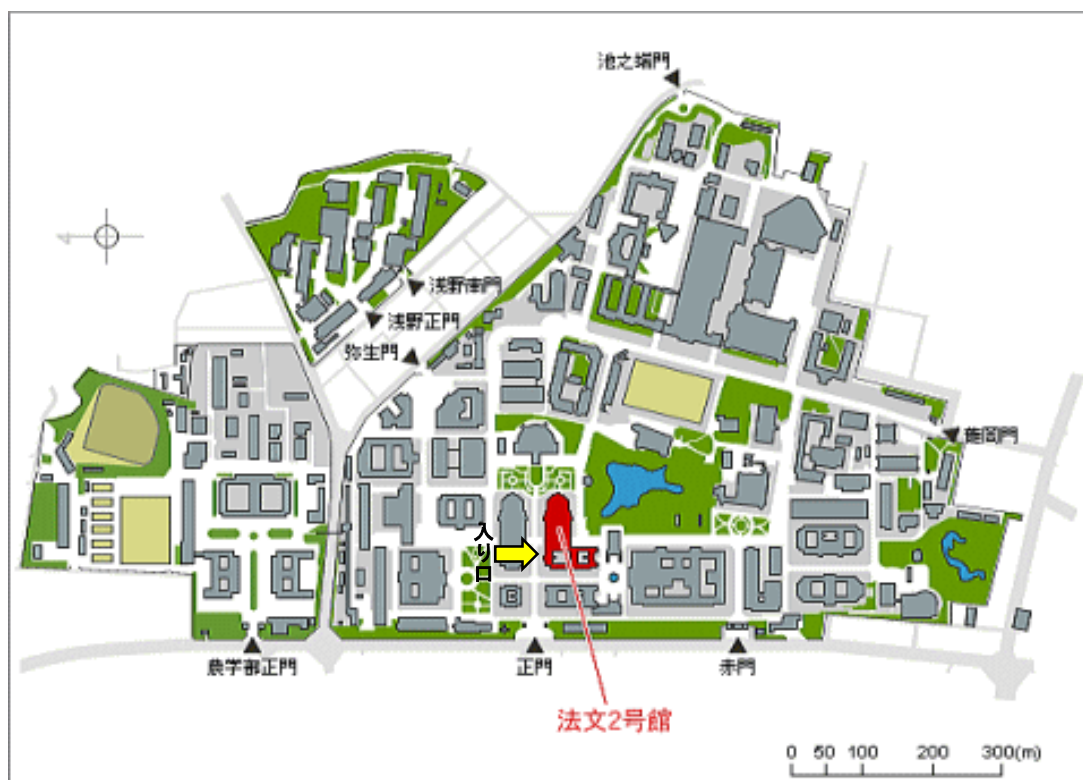 池之端門
浅野南門
浅野正門
弥生門
龍岡門
入り口
農学部正門
正門
赤門
法文2号館
0 50 100 200 300(m)